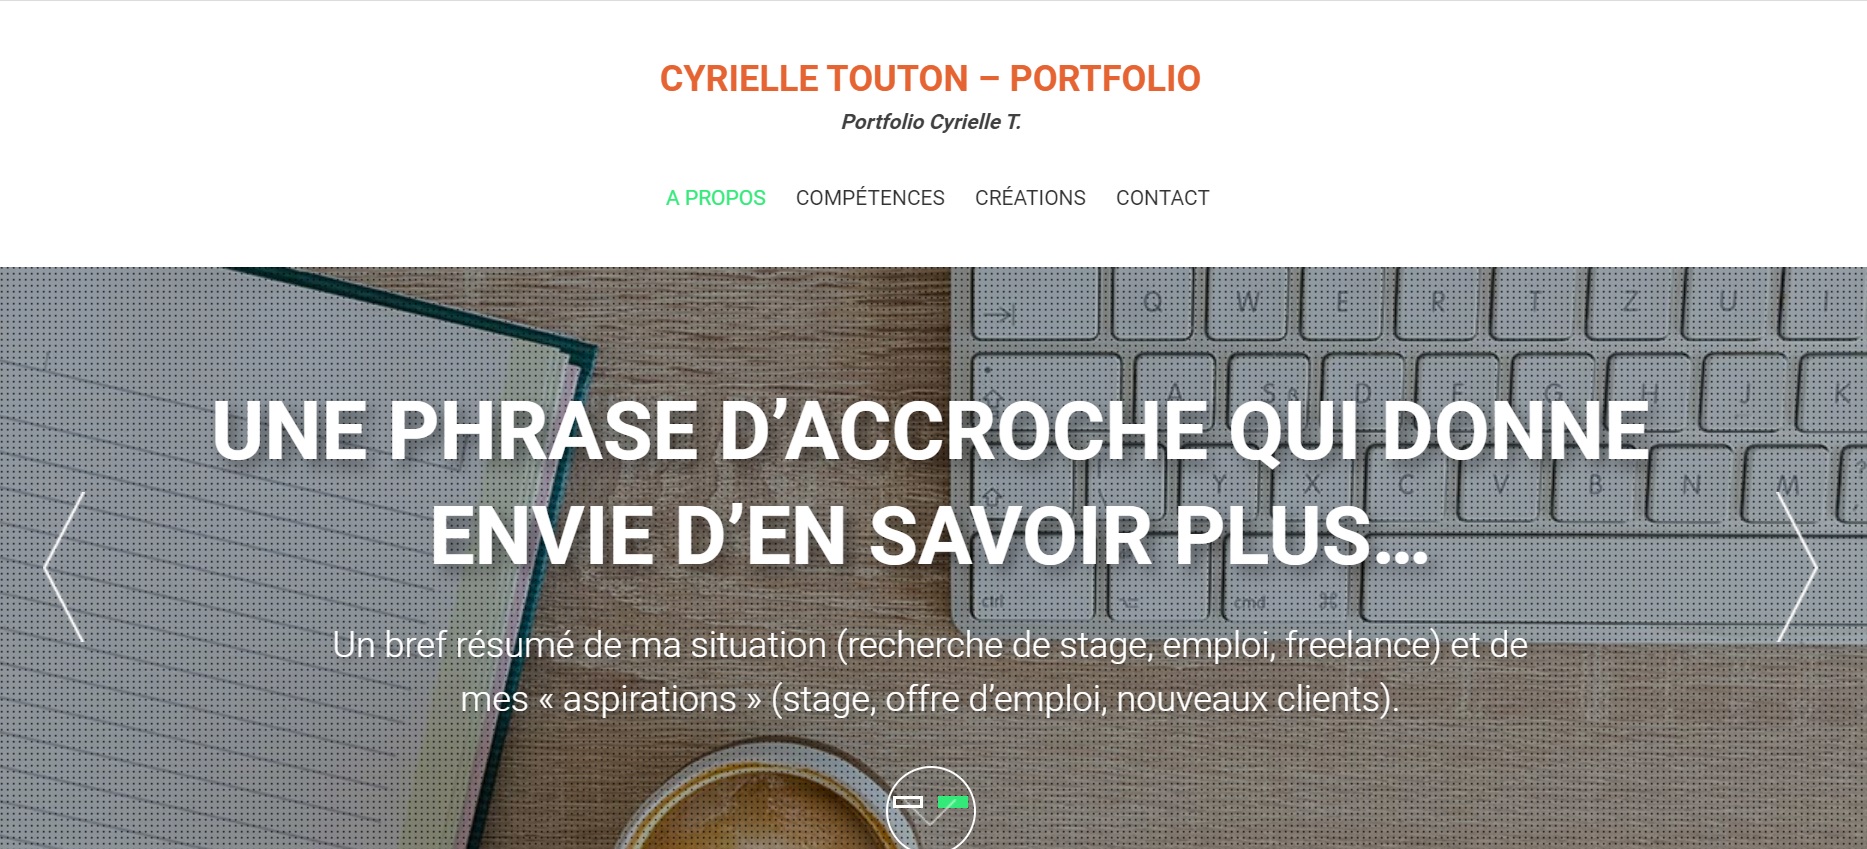 CYRIELLE TOUTON – PORTFOLIO
Portfolio Cyrielle T.
A PROPOS COMPÉTENCES CRÉATIONS CONTACT
Q W E R T Z U I
A S D F G H J K
UNE PHRASE D’ACCROCHE QUI DONNE
Y X C V B N M
ENVIE D’EN SAVOIR PLUS…
ctrl cmd
Un bref résumé de ma situation (recherche de stage, emploi, freelance) et de
mes « aspirations » (stage, offre d’emploi, nouveaux clients).